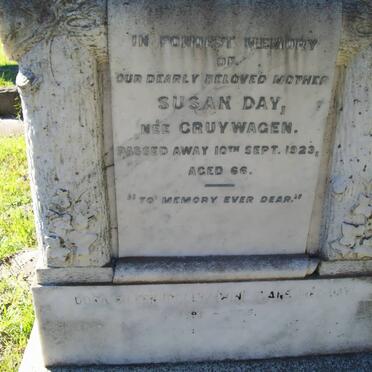 IN FONDEST MEMORY
OF
OUR DEARLY BELOVED MOTHER
SUSAN DAY,
NÉE CRUYWAGEN.
PASSED AWAY 10TH SEPT. 1923,
AGED 66.
"TO MEMORY EVER DEAR."